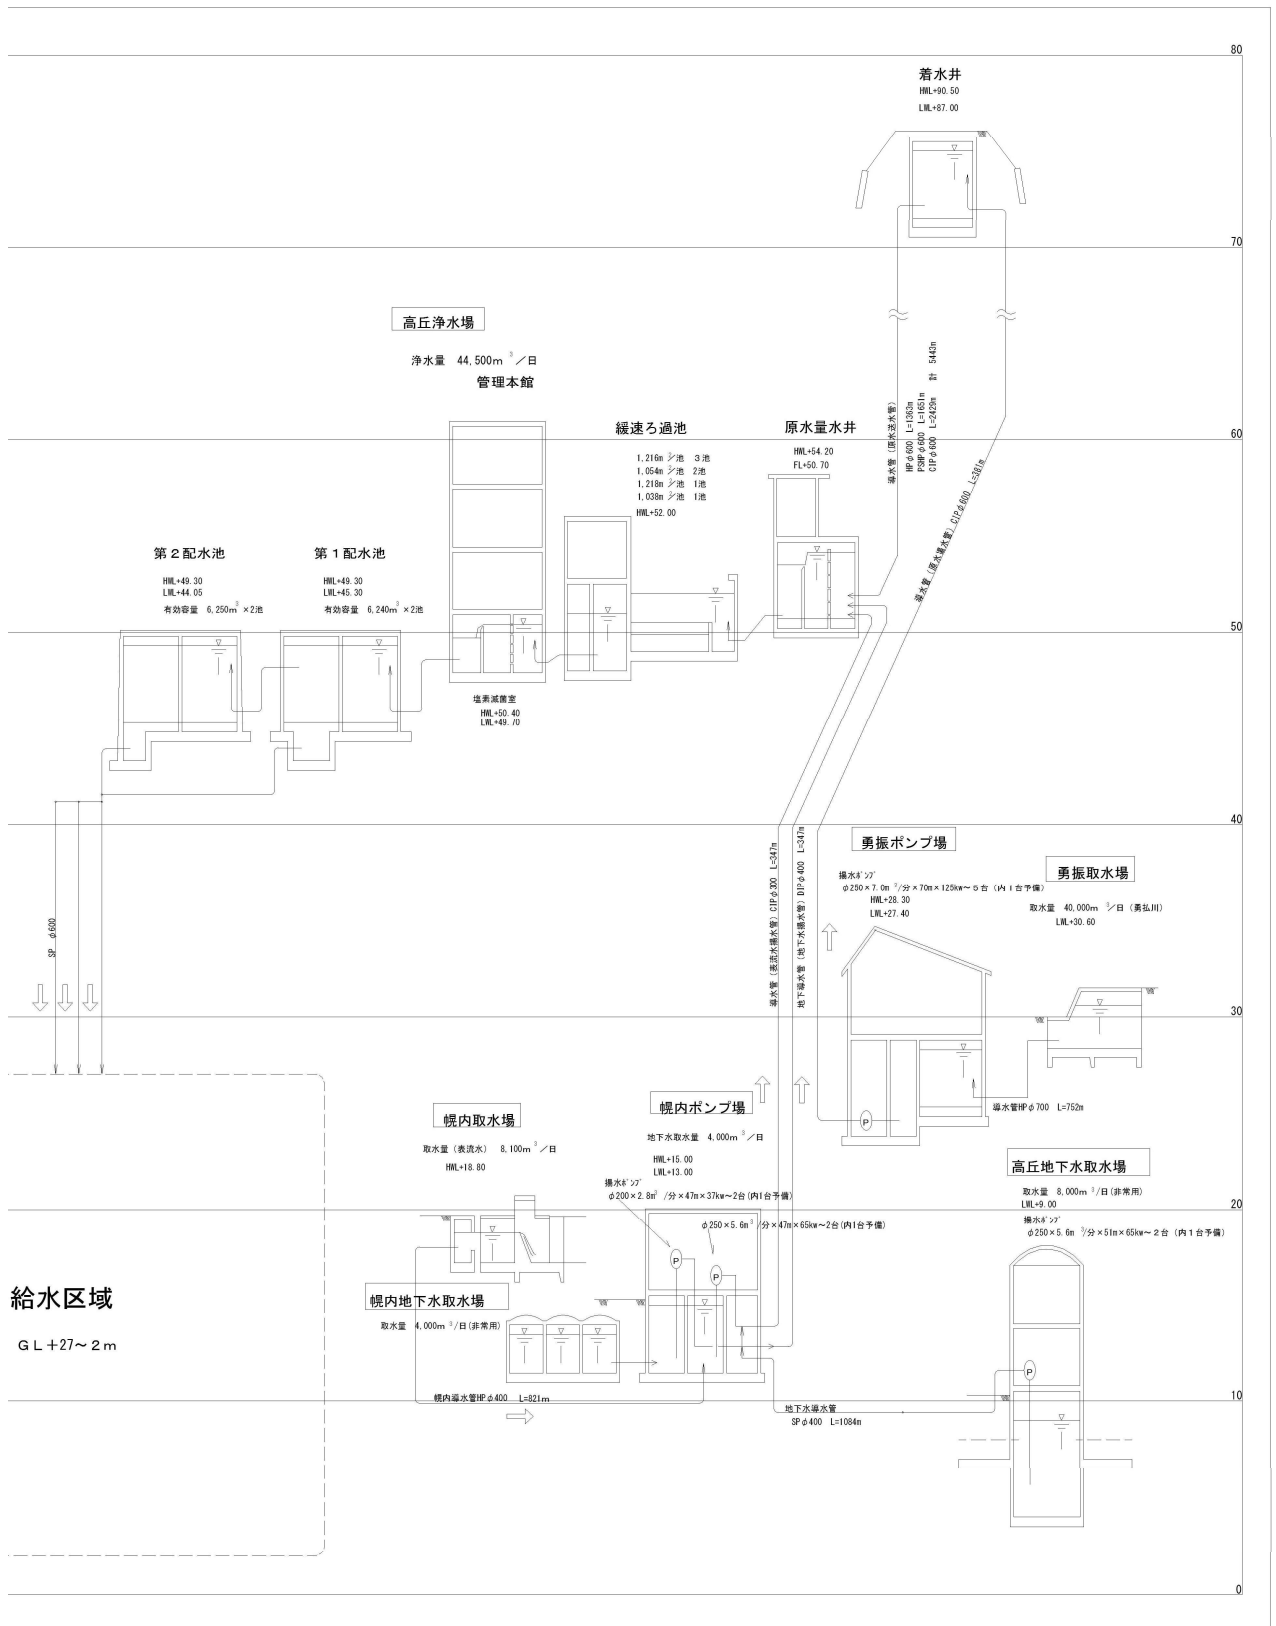 80
着水井
HWL+90.50
LWL+87.00
70
高丘浄水場
浄水量　44,500m³／日
管理本館
導水管（原水送水管）
HPφ600 L=1363m
PSHPφ600 L=1651m
CIPφ600 L=2429m　計　5443m
60
緩速ろ過池
1,216m³／池　3池
1,054m³／池　2池
1,218m³／池　1池
1,038m³／池　1池
HWL+52.00
原水量水井
HWL+54.20
FL+50.70
導水管（原水導水管）CIPφ600 L=381m
第２配水池
HWL+49.30
LWL+44.05
有効容量　6,250m³×2池
第１配水池
HWL+49.30
LWL+45.30
有効容量　6,240m³×2池
50
塩素滅菌室
HWL+50.40
LWL+49.70
40
勇振ポンプ場
揚水ﾎﾟﾝﾌﾟ
φ250×7.0m³/分×70m×125kw～５台（内１台予備）
HWL+28.30
LWL+27.40
勇振取水場
取水量　40,000m³／日（勇払川）
LWL+30.60
導水管（表流水揚水管）CIPφ300 L=347m
地下導水管（地下水揚水管）DIPφ400 L=347m
SP φ600
30
導水管HPφ700 L=752m
幌内取水場
取水量（表流水）　8,100m³／日
HWL+18.80
幌内ポンプ場
地下水取水量　4,000m³／日
HWL+15.00
LWL+13.00
揚水ﾎﾟﾝﾌﾟ
φ200×2.8m³/分×47m×37kw～2台(内1台予備)
φ250×5.6m³/分×47m×65kw～2台(内1台予備)
P
高丘地下水取水場
取水量　8,000m³/日(非常用)
LWL+9.00
揚水ﾎﾟﾝﾌﾟ
φ250×5.6m³/分×51m×65kw～２台（内１台予備）
20
P
P
給水区域
ＧＬ+27～２ｍ
幌内地下水取水場
取水量　4,000m³/日(非常用)
P
幌内導水管HPφ400 L=821m
地下水導水管
SPφ400 L=1084m
10
0